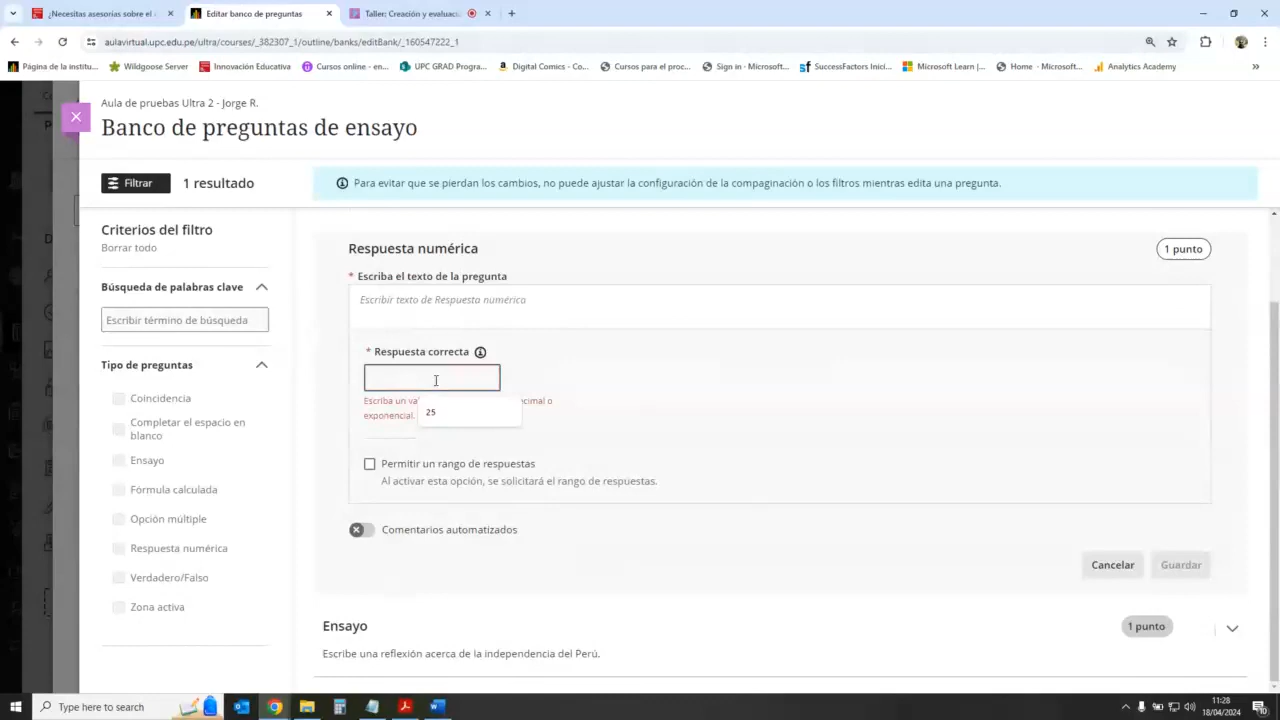 ¿Necesitas asesorías sobre el
Editar banco de preguntas
Taller: Creación y evaluaci
aulavirtual.upc.edu.pe/ultra/courses/_382307_1/outline/banks/editBank/_160547222_1
Página de la institu...
Wildgoose Server
Innovación Educativa
Cursos online - en...
UPC GRAD Progra...
Digital Comics - Co...
Cursos para el proc...
Sign in - Microsoft...
SuccessFactors Inici...
Microsoft Learn |...
Home - Microsoft...
Analytics Academy
Aula de pruebas Ultra 2 - Jorge R.
Banco de preguntas de ensayo
Filtrar
1 resultado
Para evitar que se pierdan los cambios, no puede ajustar la configuración de la compaginación o los filtros mientras edita una pregunta.
Criterios del filtro
Borrar todo
Búsqueda de palabras clave
Escribir término de búsqueda
Tipo de preguntas
Coincidencia
Completar el espacio en
blanco
Ensayo
Fórmula calculada
Opción múltiple
Respuesta numérica
Verdadero/Falso
Zona activa
Respuesta numérica
1 punto
* Escriba el texto de la pregunta
Escribir texto de Respuesta numérica
* Respuesta correcta
Escriba un va
cimal o
exponencial.
25
Permitir un rango de respuestas
Al activar esta opción, se solicitará el rango de respuestas.
Comentarios automatizados
Cancelar
Guardar
Ensayo
1 punto
Escribe una reflexión acerca de la independencia del Perú.
Type here to search
11:28
18/04/2024